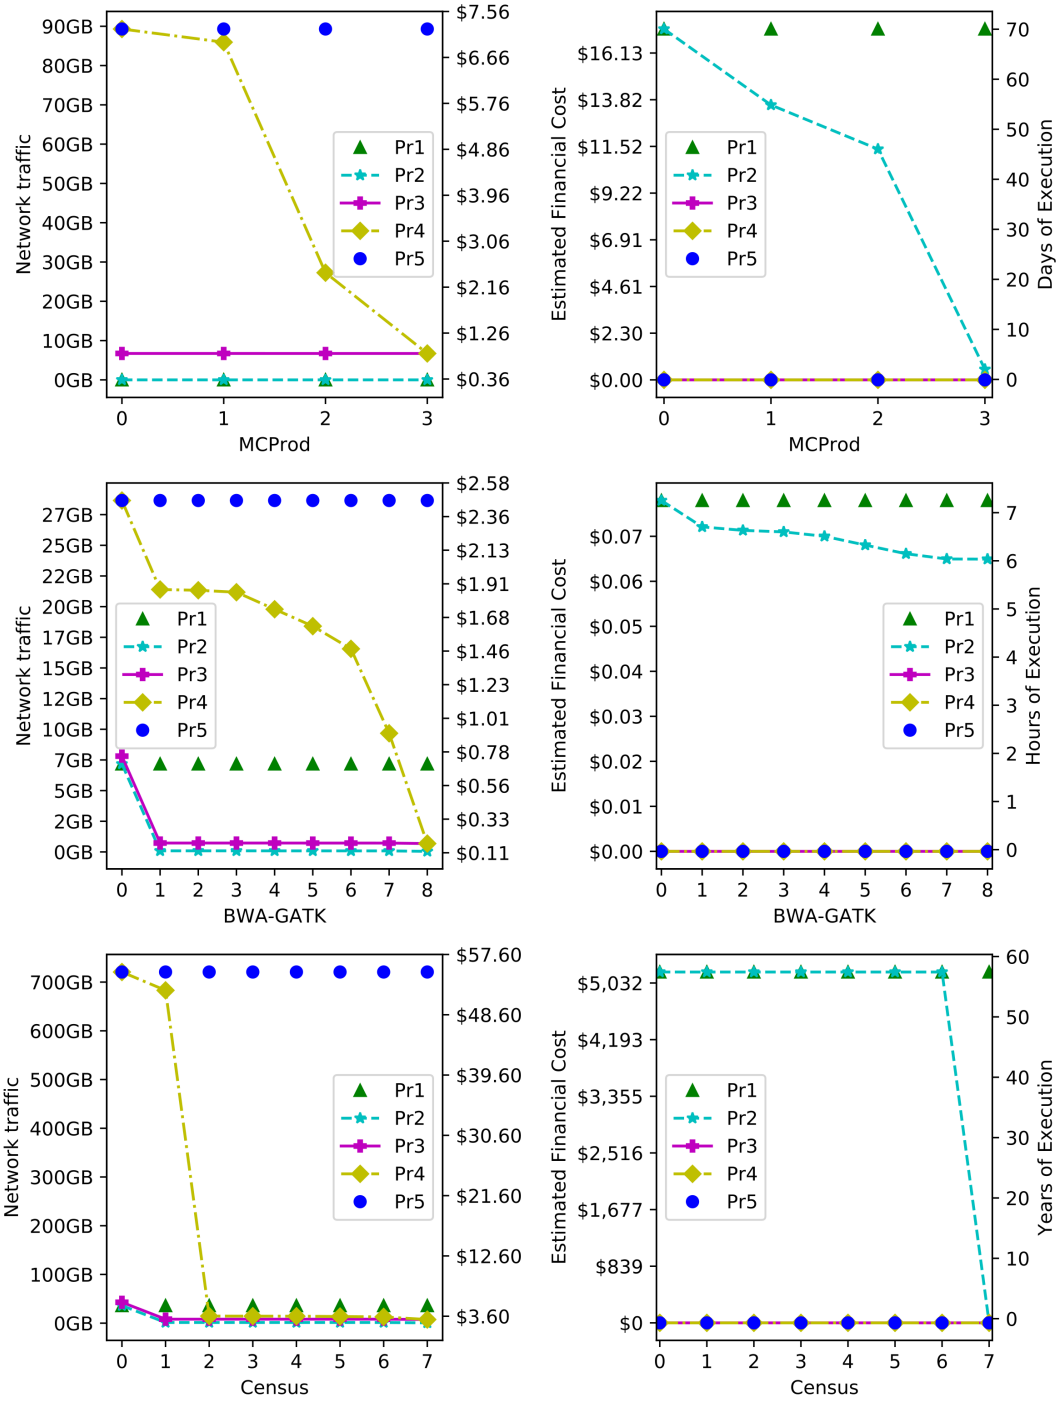 Network traffic
90GB
80GB
70GB
60GB
50GB
40GB
30GB
20GB
10GB
0GB
$7.56
$6.66
$5.76
$4.86
$3.96
$3.06
$2.16
$1.26
$0.36
Pr1
Pr2
Pr3
Pr4
Pr5
0 1 2 3
MCProd
Estimated Financial Cost
$16.13
$13.82
$11.52
$9.22
$6.91
$4.61
$2.30
$0.00
70
60
50
40
30
20
10
0
Days of Execution
Pr1
Pr2
Pr3
Pr4
Pr5
0 1 2 3
MCProd
Network traffic
27GB
25GB
22GB
20GB
17GB
15GB
12GB
10GB
7GB
5GB
2GB
0GB
$2.58
$2.36
$2.13
$1.91
$1.68
$1.46
$1.23
$1.01
$0.78
$0.56
$0.33
$0.11
Pr1
Pr2
Pr3
Pr4
Pr5
0 1 2 3 4 5 6 7 8
BWA-GATK
Estimated Financial Cost
$0.07
$0.06
$0.05
$0.04
$0.03
$0.02
$0.01
$0.00
7
6
5
4
3
2
1
0
Hours of Execution
Pr1
Pr2
Pr3
Pr4
Pr5
0 1 2 3 4 5 6 7 8
BWA-GATK
Network traffic
700GB
600GB
500GB
400GB
300GB
200GB
100GB
0GB
$57.60
$48.60
$39.60
$30.60
$21.60
$12.60
$3.60
Pr1
Pr2
Pr3
Pr4
Pr5
0 1 2 3 4 5 6 7
Census
Estimated Financial Cost
$5,032
$4,193
$3,355
$2,516
$1,677
$839
$0
60
50
40
30
20
10
0
Years of Execution
Pr1
Pr2
Pr3
Pr4
Pr5
0 1 2 3 4 5 6 7
Census